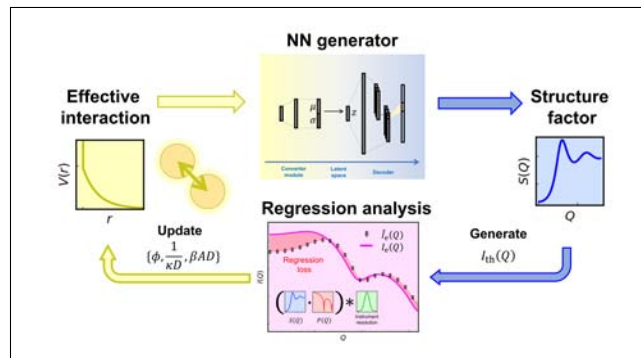 NN generator
Effective
interaction
V(r)
r
μ
σ
z
Converter
module
Latent
space
Decoder
Structure
factor
S(Q)
Q
Regression analysis
I(Q)
Regression
loss
Iₑ(Q)
Iₑ(Q)
S(Q)
P(Q)
Instrument
resolution
Q
Generate
Iₜₕ(Q)
Update
{ϕ, 1/κD, βAD}